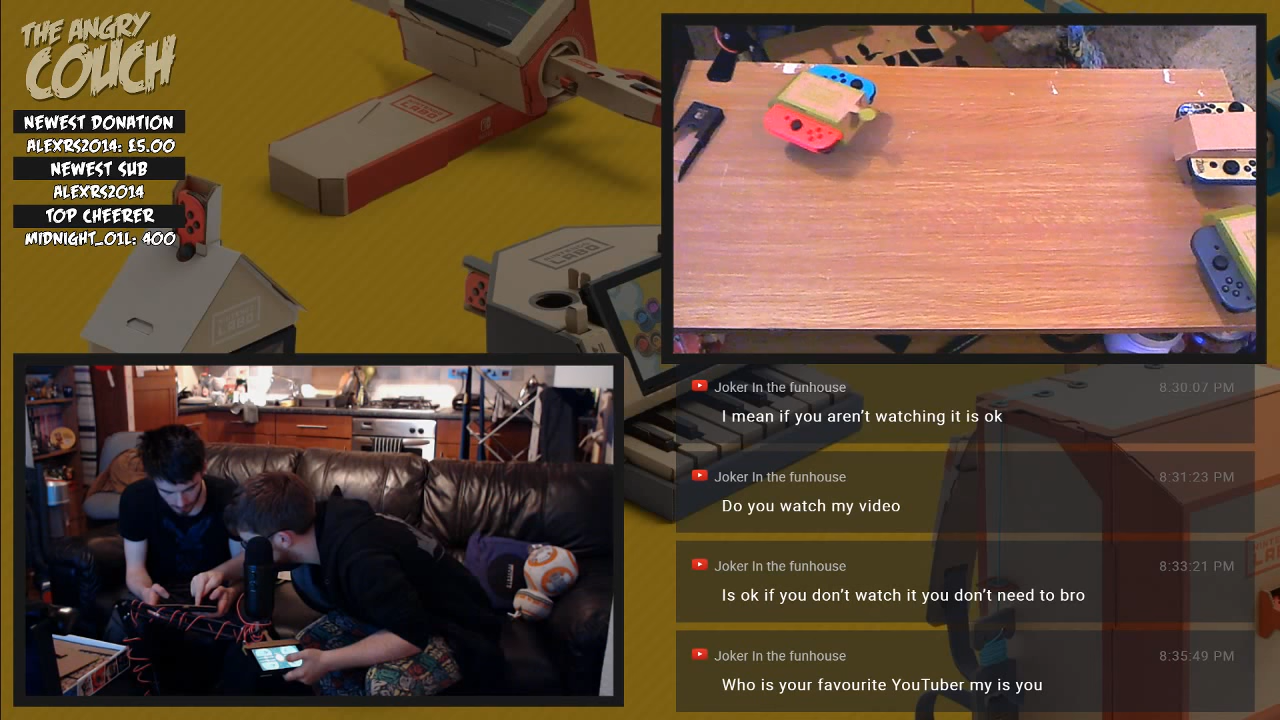 THE ANGRY
COUCH
NEWEST DONATION
ALEXRS2014: £5.00
NEWEST SUB
ALEXRS2014
TOP CHEERER
MIDNIGHT_01L: 400
LABO
LABO
LABO
Joker In the funhouse 8:30:07 PM
I mean if you aren’t watching it is ok
Joker In the funhouse 8:31:23 PM
Do you watch my video
Joker In the funhouse 8:33:21 PM
Is ok if you don’t watch it you don’t need to bro
Joker In the funhouse 8:35:49 PM
Who is your favourite YouTuber my is you